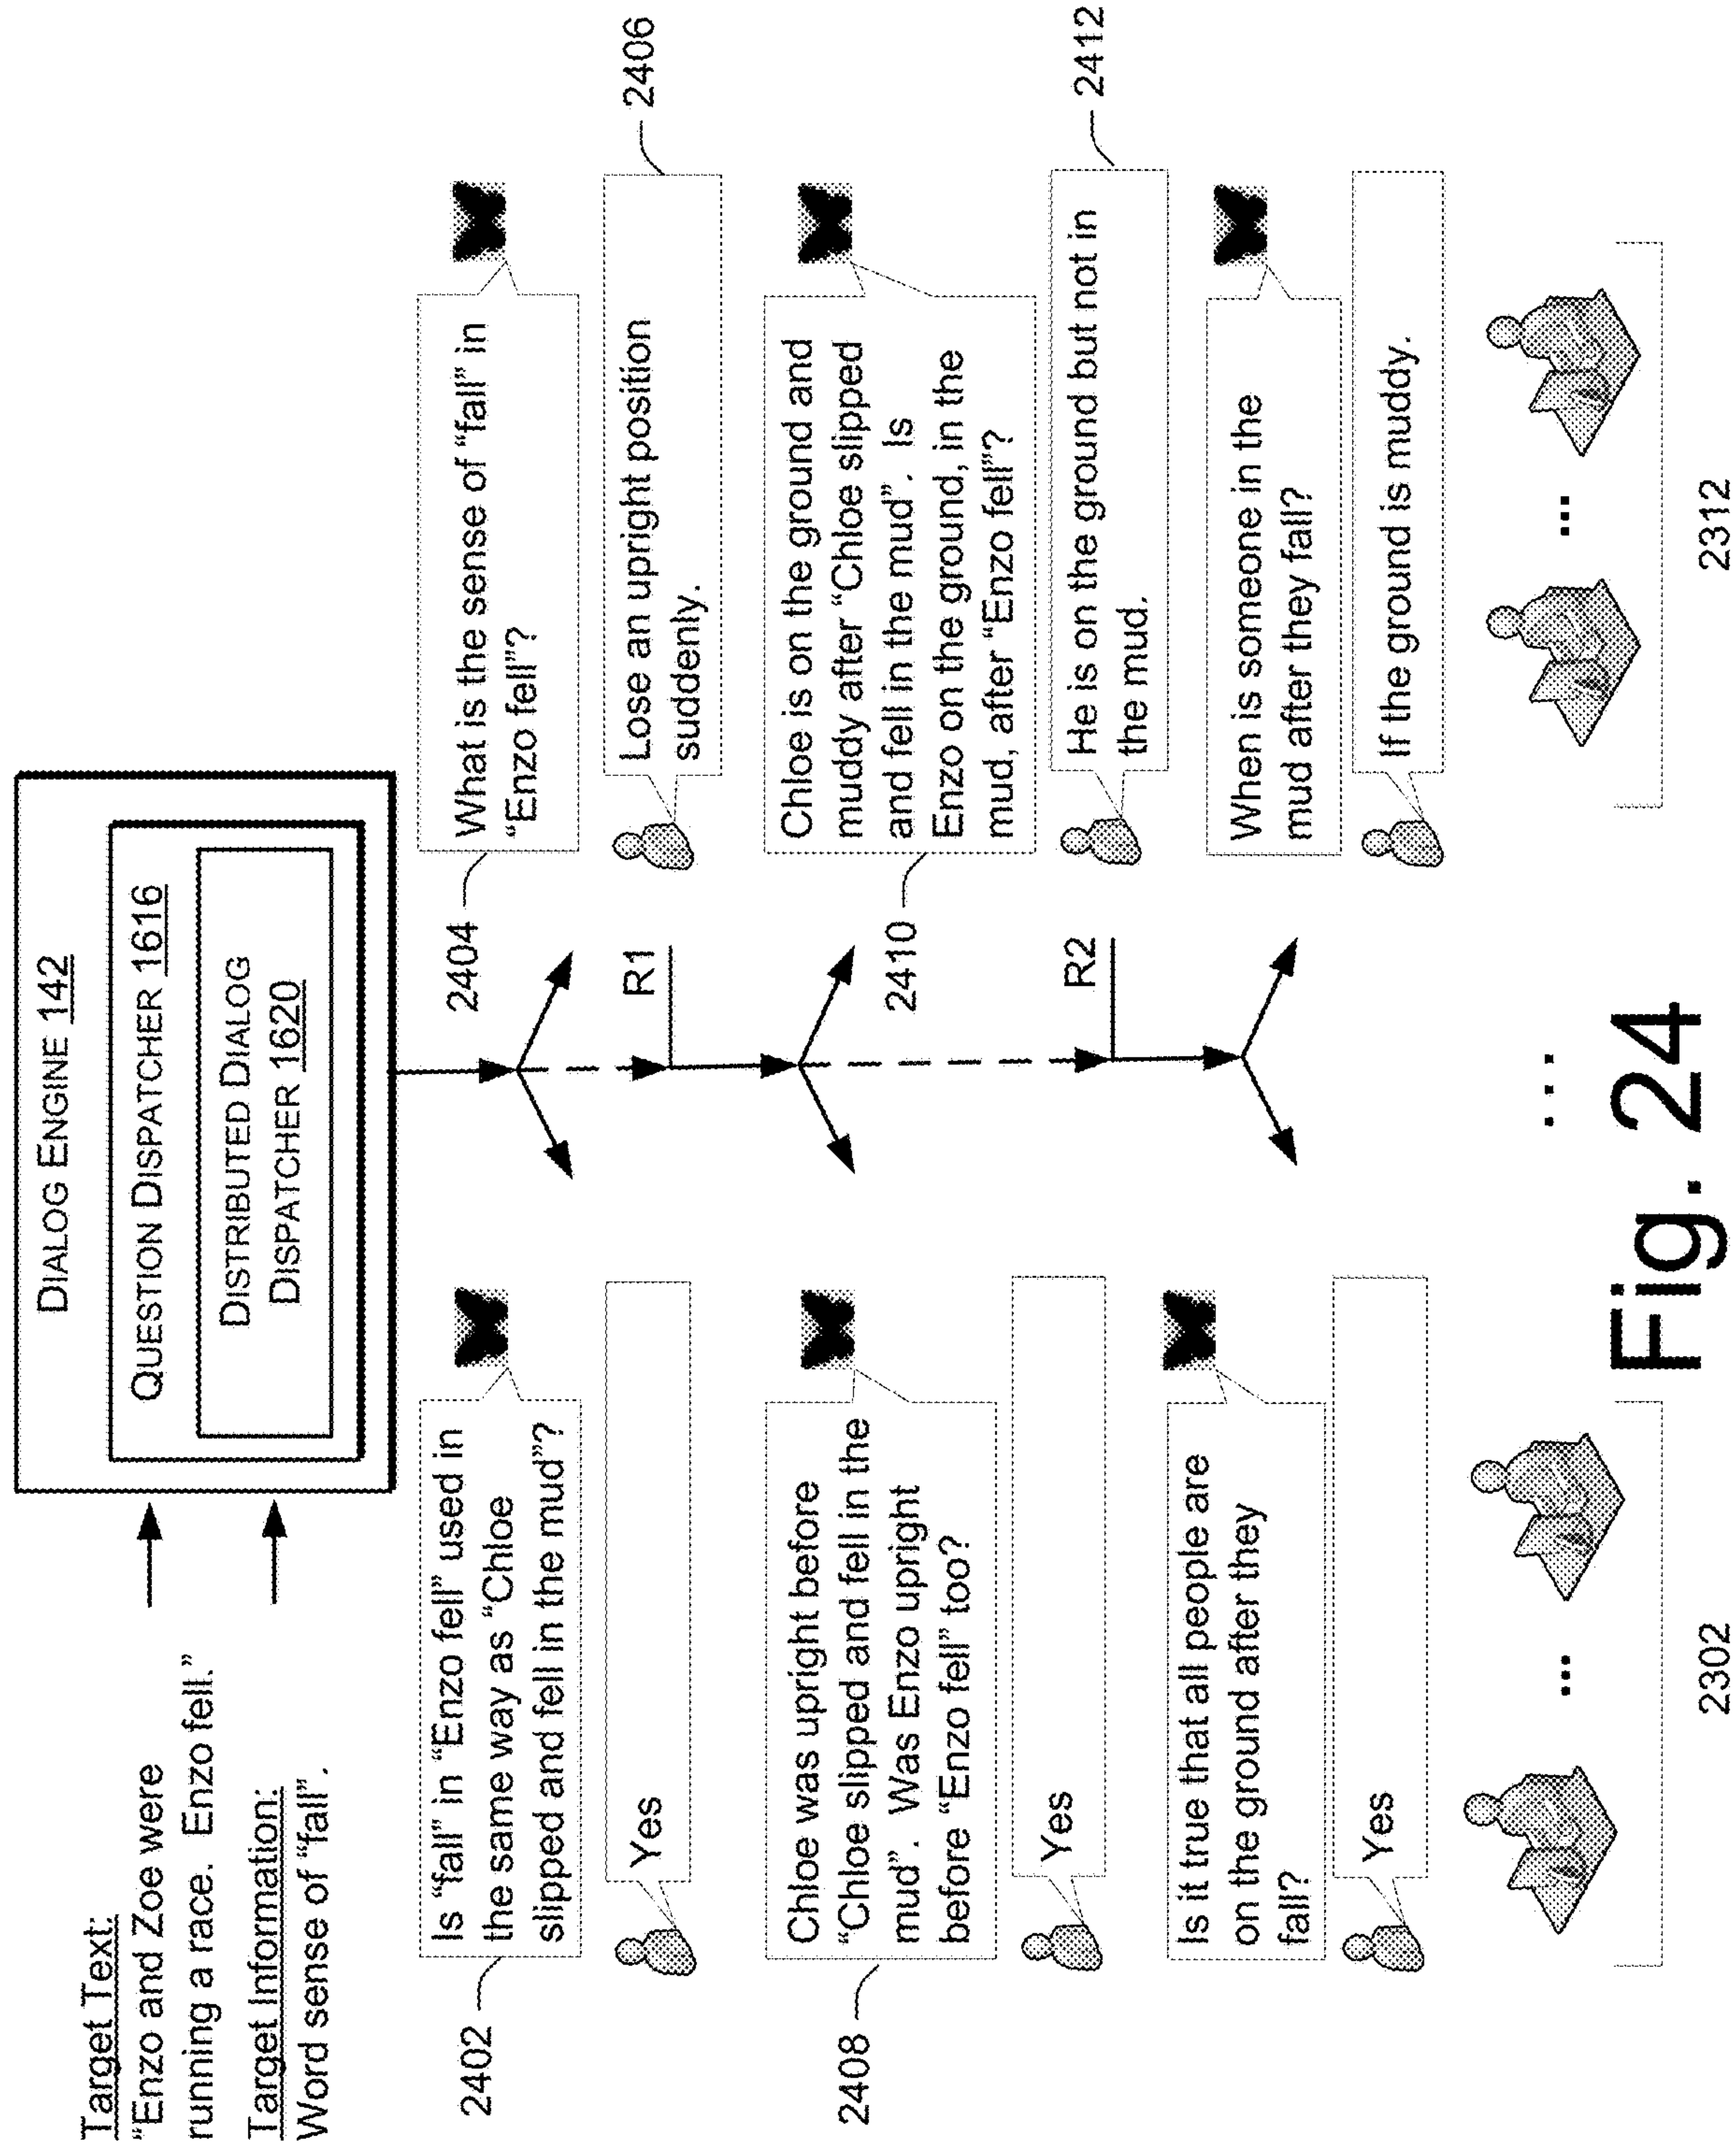 Target Text:
“Enzo and Zoe were
running a race. Enzo fell.”
Target Information:
Word sense of “fall”.
DIALOG ENGINE 142
QUESTION DISPATCHER 1616
DISTRIBUTED DIALOG
DISPATCHER 1620
2402
Is “fall” in “Enzo fell” used in
the same way as “Chloe
slipped and fell in the mud”?
Yes
2404
What is the sense of “fall” in
“Enzo fell”?
2406
Lose an upright position
suddenly.
R1
2408
Chloe was upright before
“Chloe slipped and fell in the
mud”. Was Enzo upright
before “Enzo fell” too?
Yes
2410
Chloe is on the ground and
muddy after “Chloe slipped
and fell in the mud”. Is
Enzo on the ground, in the
mud, after “Enzo fell”?
2412
He is on the ground but not in
the mud.
R2
Is it true that all people are
on the ground after they
fall?
Yes
When is someone in the
mud after they fall?
If the ground is muddy.
...
...
...
2302
2312
Fig. 24